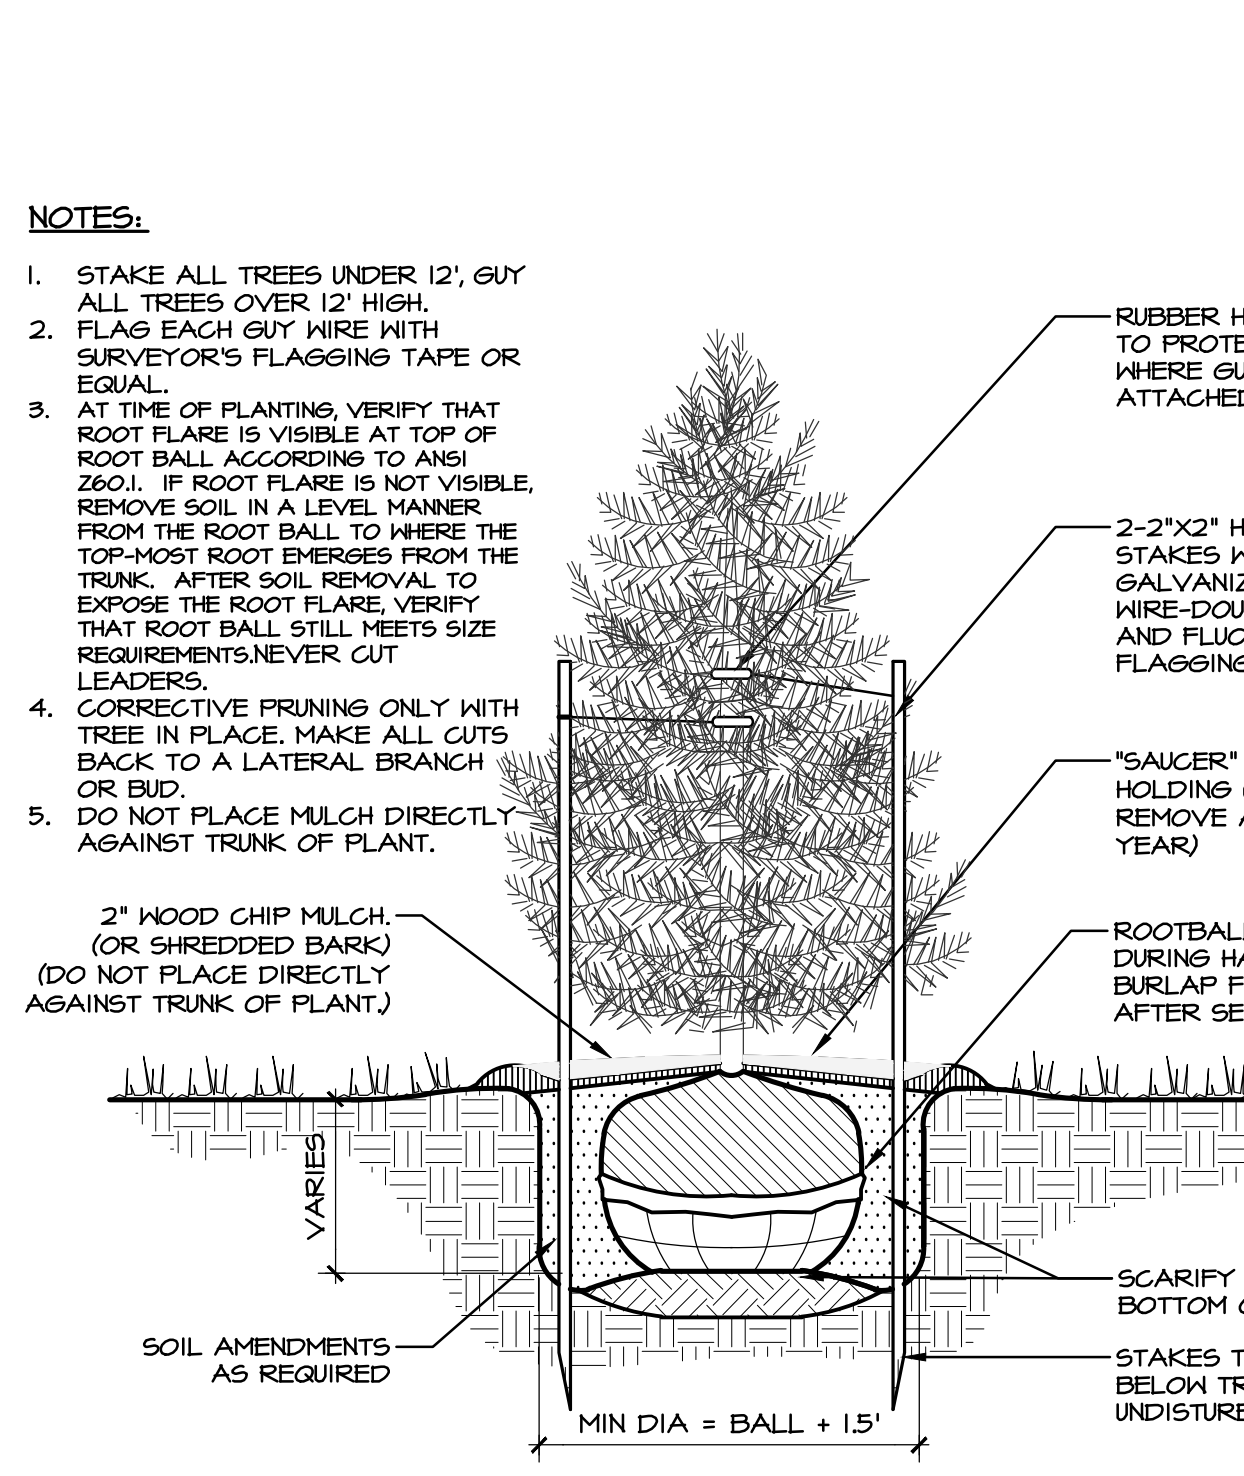 NOTES:
1. STAKE ALL TREES UNDER 12', GUY
ALL TREES OVER 12' HIGH.
2. FLAG EACH GUY WIRE WITH
SURVEYOR'S FLAGGING TAPE OR
EQUAL.
3. AT TIME OF PLANTING, VERIFY THAT
ROOT FLARE IS VISIBLE AT TOP OF
ROOT BALL ACCORDING TO ANSI
Z60.1. IF ROOT FLARE IS NOT VISIBLE,
REMOVE SOIL IN A LEVEL MANNER
FROM THE ROOT BALL TO WHERE THE
TOP-MOST ROOT EMERGES FROM THE
TRUNK. AFTER SOIL REMOVAL TO
EXPOSE THE ROOT FLARE, VERIFY
THAT ROOT BALL STILL MEETS SIZE
REQUIREMENTS.NEVER CUT
LEADERS.
4. CORRECTIVE PRUNING ONLY WITH
TREE IN PLACE. MAKE ALL CUTS
BACK TO A LATERAL BRANCH
OR BUD.
5. DO NOT PLACE MULCH DIRECTLY
AGAINST TRUNK OF PLANT.
2" WOOD CHIP MULCH.
(OR SHREDDED BARK)
(DO NOT PLACE DIRECTLY
AGAINST TRUNK OF PLANT.)
VARIES
SOIL AMENDMENTS
AS REQUIRED
MIN DIA = BALL + 1.5'
RUBBER
TO
WHERE
ATTACHED
2-2"X2"
STAKES
WIRE-
AND
FLAGGING
"SAUCER"
HOLDING
REMOVE
YEAR)
ROOTBALL
DURING
BURLAP
AFTER
SCARIFY
BOTTOM
STAKES
BELOW